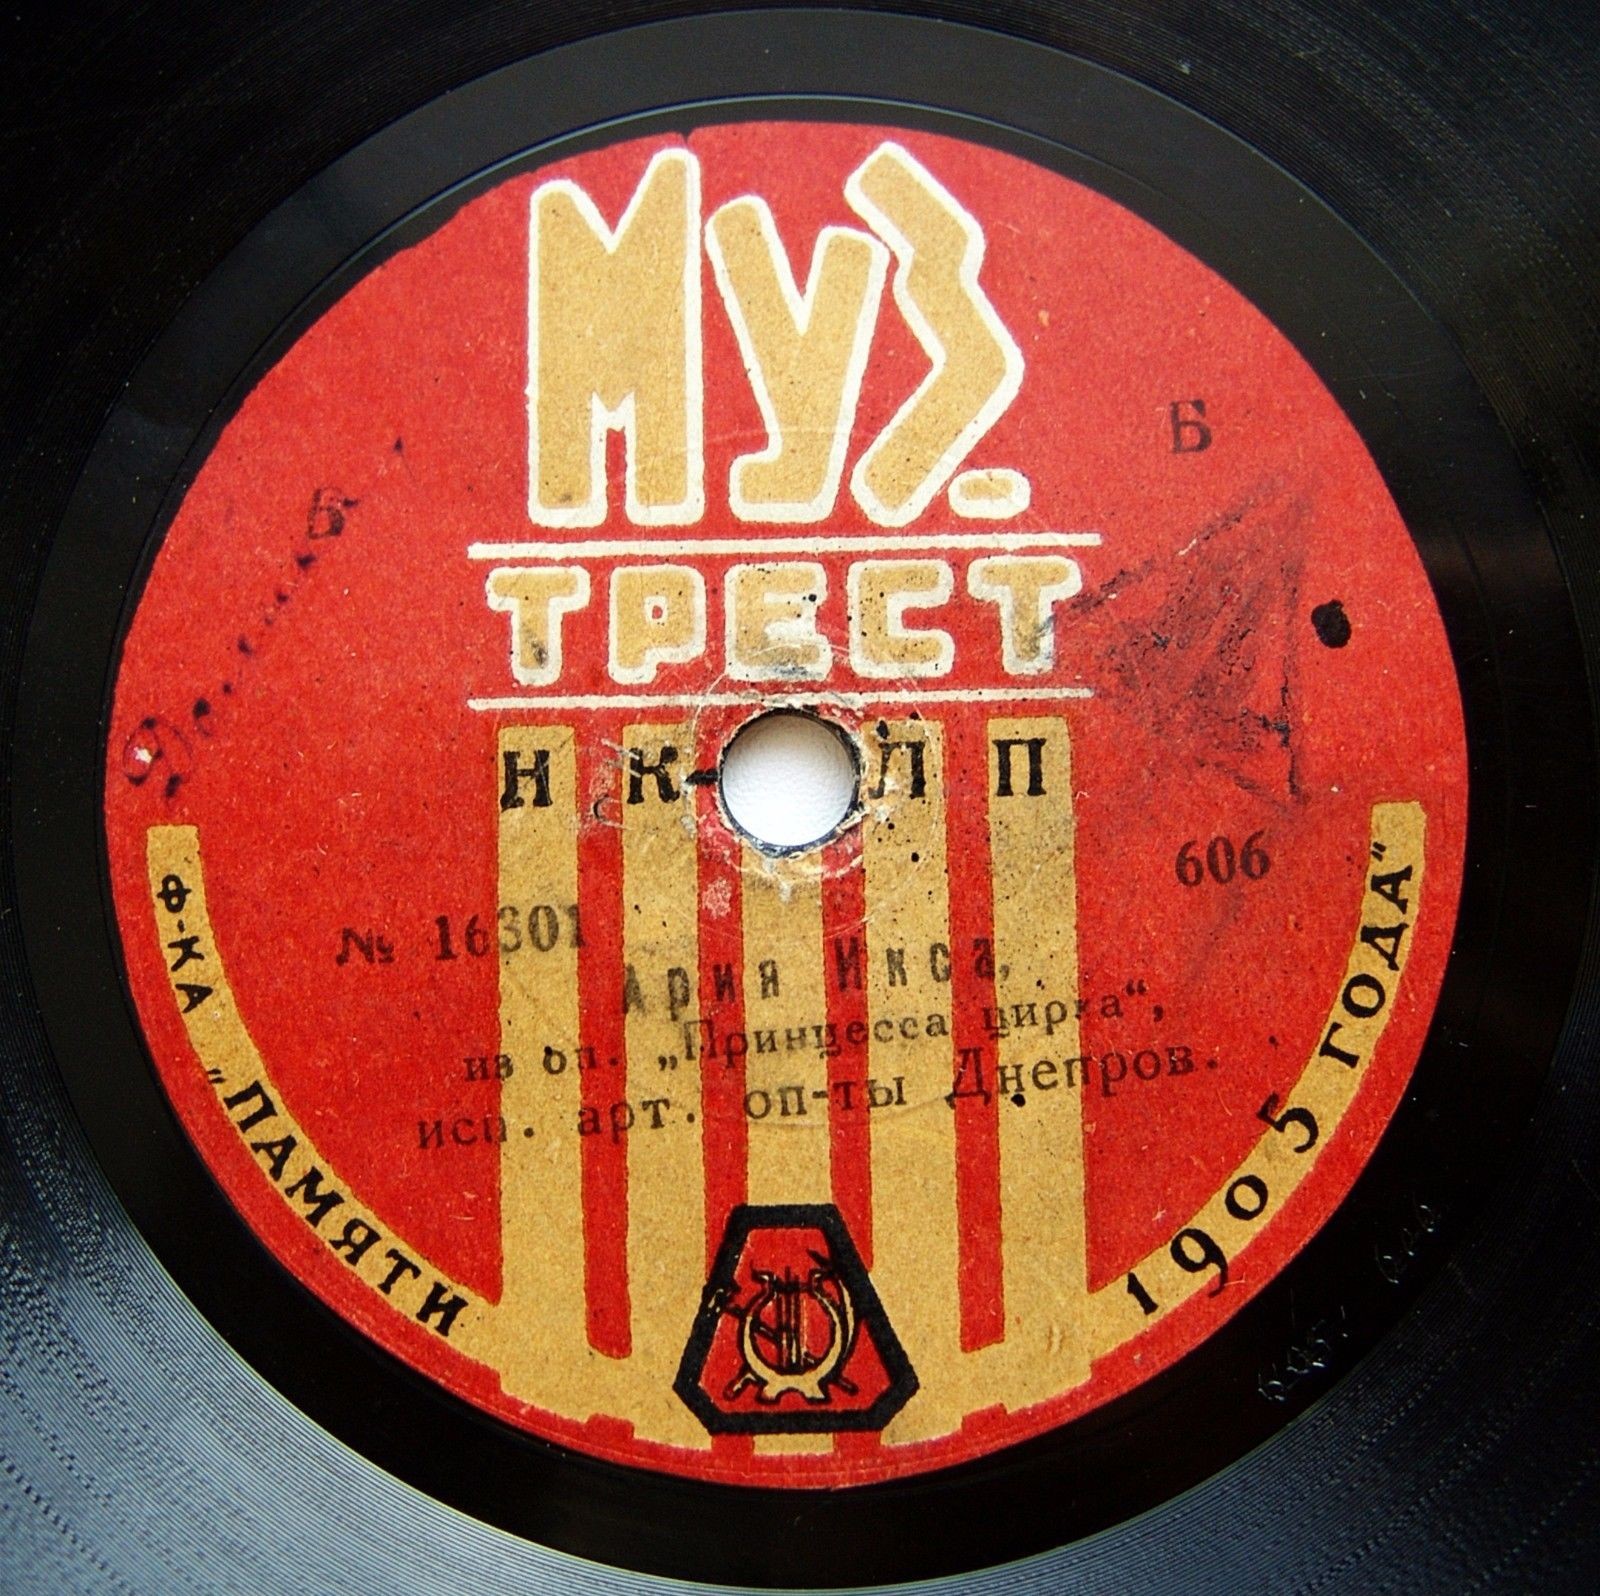 МУЗ.
ТРЕСТ
Б
Б
Н К-Л П
606
№ 16301
Ария Икса,
из оп. „Принцесса цирка“,
исп. арт. оп-ты Днепров.
Ф-КА „ПАМЯТИ 1905 ГОДА“